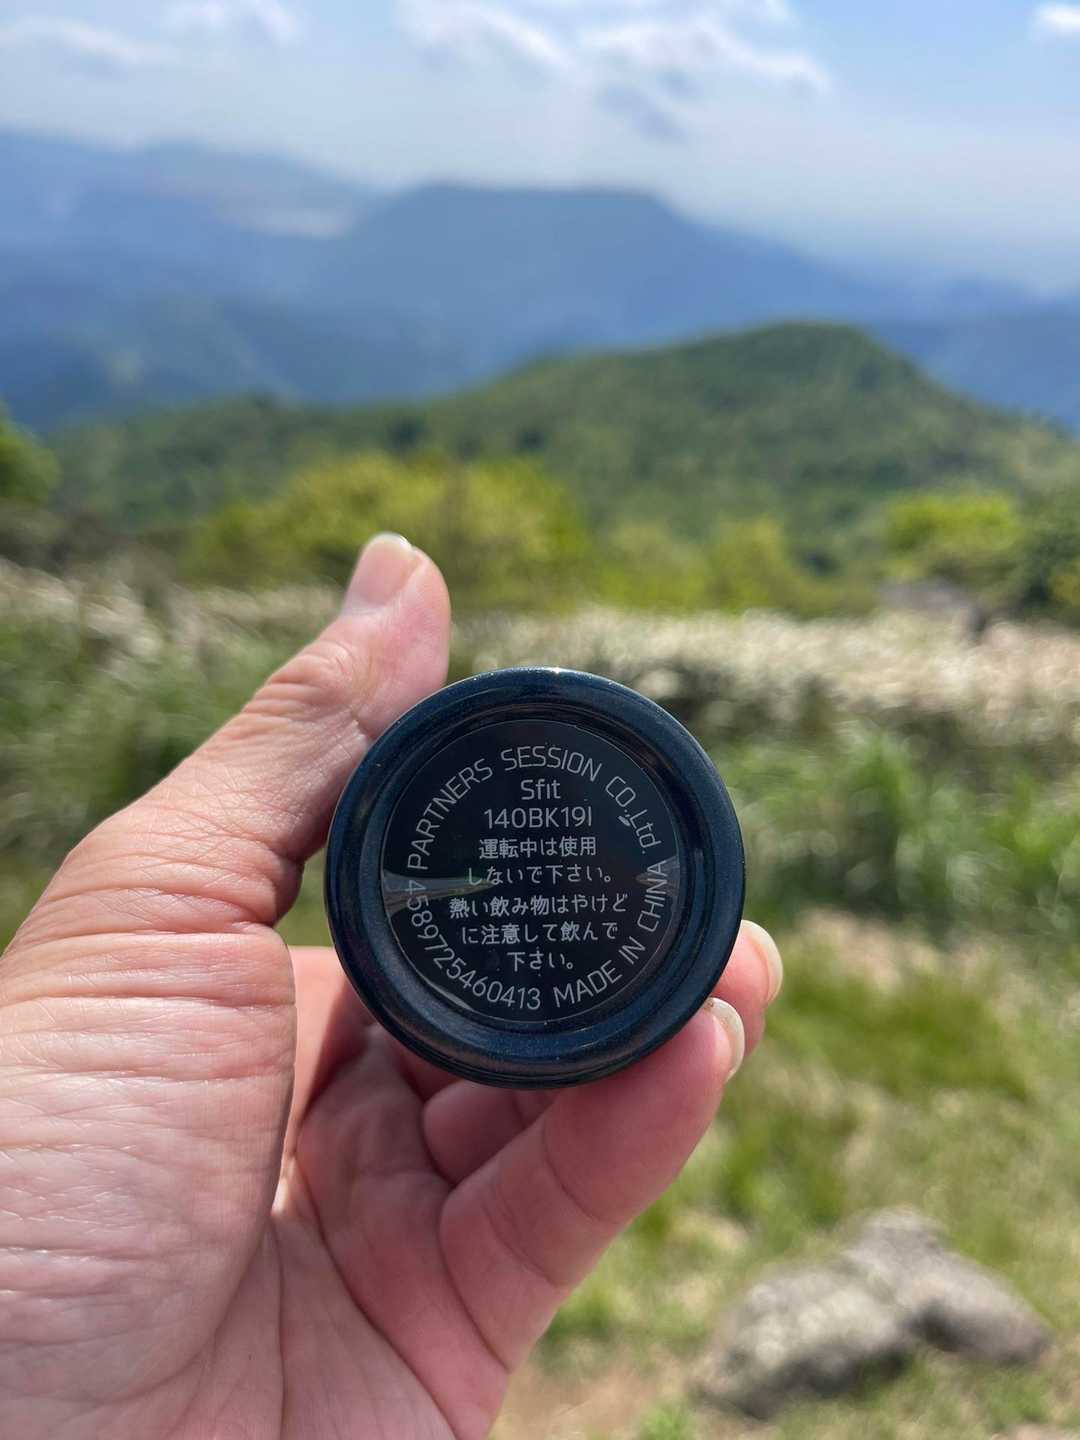 PARTNERS SESSION CO.,Ltd.
Sfit
140BK19I
運転中は使用
しないで下さい。
熱い飲み物はやけど
に注意して飲んで
下さい。
4589725460413 MADE IN CHINA